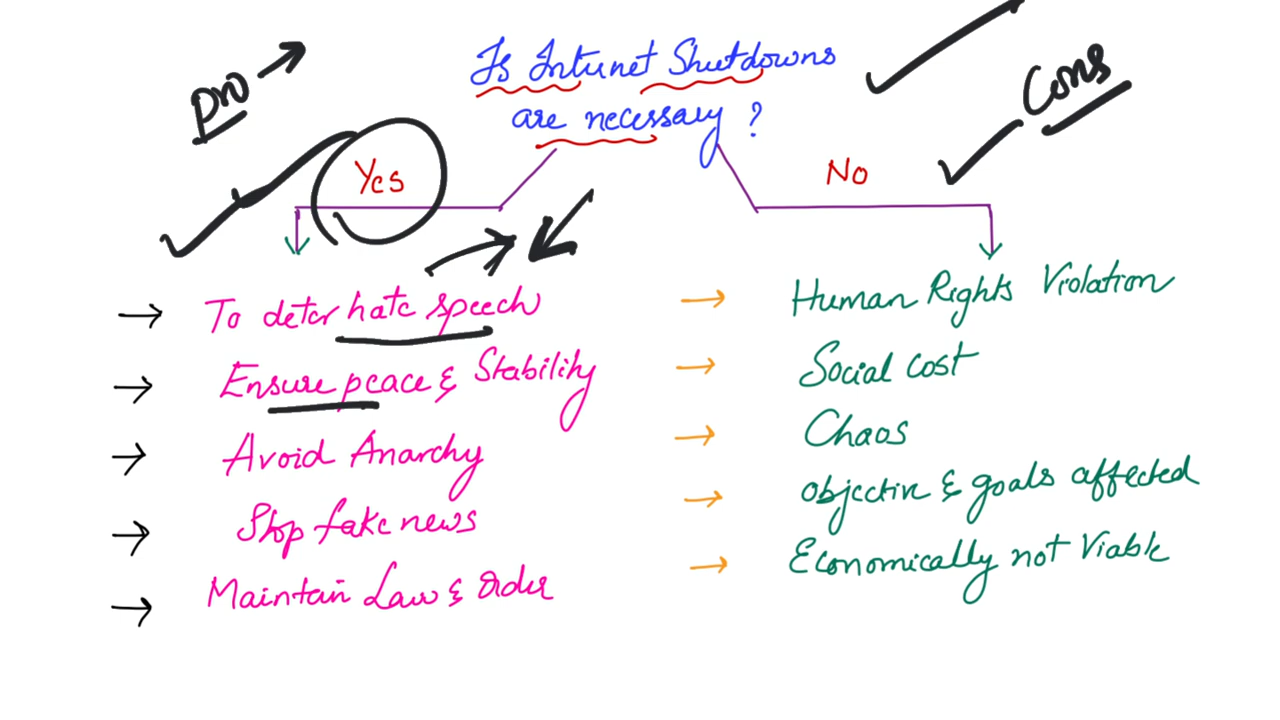 Pro
Is Internet Shutdowns
are necessary ?
Cons
Yes
No
To deter hate speech
Ensure peace & Stability
Avoid Anarchy
Stop fake news
Maintain Law & Order
Human Rights Violation
Social cost
Chaos
Objective & goals affected
Economically not Viable